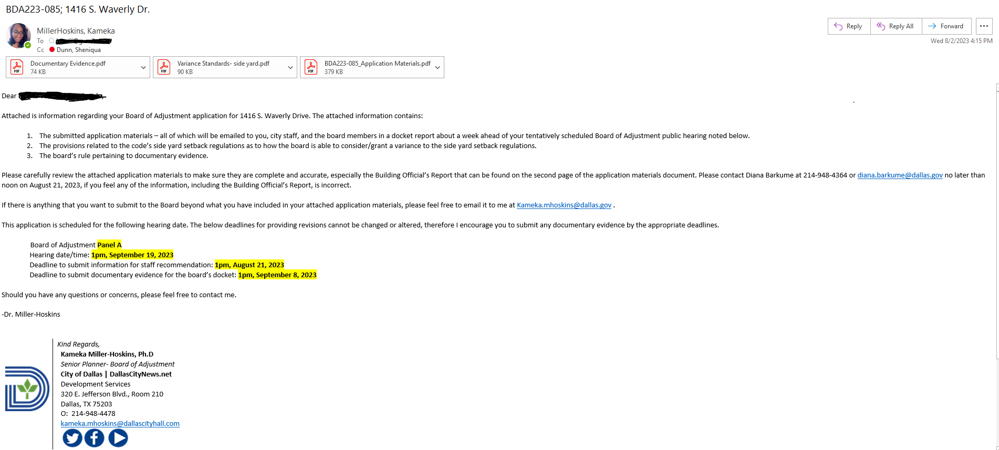 BDA223-085; 1416 S. Waverly Dr.
MillerHoskins, Kameka
To
Cc Dunn, Sheniqua
Reply Reply All Forward ...
Wed 8/2/2023 4:15 PM
PDF Documentary Evidence.pdf
74 KB
PDF Variance Standards- side yard.pdf
90 KB
PDF BDA223-085_Application Materials.pdf
379 KB
Dear
Attached is information regarding your Board of Adjustment application for 1416 S. Waverly Drive. The attached information contains:
1. The submitted application materials – all of which will be emailed to you, city staff, and the board members in a docket report about a week ahead of your tentatively scheduled Board of Adjustment public hearing noted below.
2. The provisions related to the code's side yard setback regulations as to how the board is able to consider/grant a variance to the side yard setback regulations.
3. The board's rule pertaining to documentary evidence.
Please carefully review the attached application materials to make sure they are complete and accurate, especially the Building Official's Report that can be found on the second page of the application materials document. Please contact Diana Barkume at 214-948-4364 or diana.barkume@dallas.gov no later than
noon on August 21, 2023, if you feel any of the information, including the Building Official's Report, is incorrect.
If there is anything that you want to submit to the Board beyond what you have included in your attached application materials, please feel free to email it to me at Kameka.mhoskins@dallas.gov .
This application is scheduled for the following hearing date. The below deadlines for providing revisions cannot be changed or altered, therefore I encourage you to submit any documentary evidence by the appropriate deadlines.
Board of Adjustment Panel A
Hearing date/time: 1pm, September 19, 2023
Deadline to submit information for staff recommendation: 1pm, August 21, 2023
Deadline to submit documentary evidence for the board's docket: 1pm, September 8, 2023
Should you have any questions or concerns, please feel free to contact me.
-Dr. Miller-Hoskins
Kind Regards,
Kameka Miller-Hoskins, Ph.D
Senior Planner- Board of Adjustment
City of Dallas | DallasCityNews.net
Development Services
320 E. Jefferson Blvd., Room 210
Dallas, TX 75203
O: 214-948-4478
kameka.mhoskins@dallascityhall.com